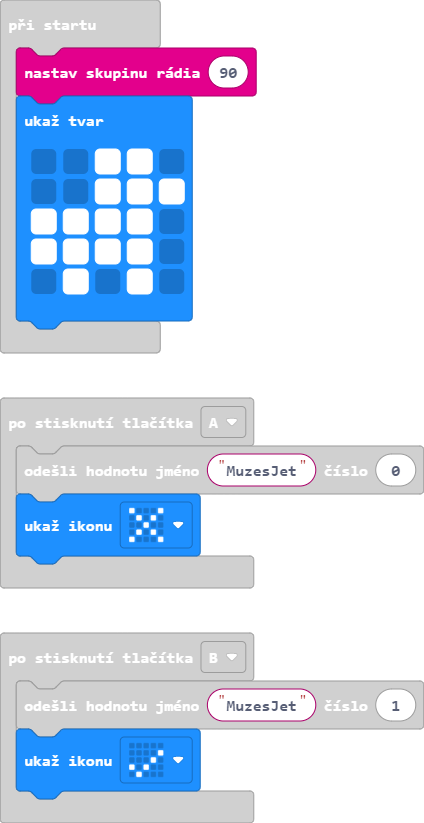 při startu
nastav skupinu rádia 90
ukaž tvar
po stisknutí tlačítka A
odešli hodnotu jméno "MuzesJet" číslo 0
ukaž ikonu
po stisknutí tlačítka B
odešli hodnotu jméno "MuzesJet" číslo 1
ukaž ikonu